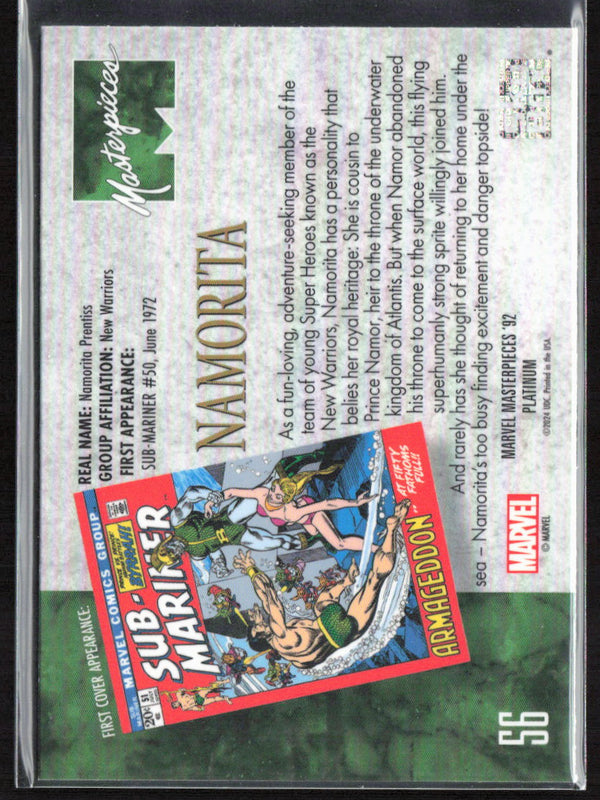 Masterpieces
REAL NAME: Namorita Prentiss
GROUP AFFILIATION: New Warriors
FIRST APPEARANCE:
SUB-MARINER #50, June 1972
NAMORITA
As a fun-loving, adventure-seeking member of the
team of young Super Heroes known as the
New Warriors, Namorita has a personality that
belies her royal heritage: She is cousin to
Prince Namor, heir to the throne of the underwater
kingdom of Atlantis. But when Namor abandoned
his throne to come to the surface world, this flying
superhumanly strong sprite willingly joined him.
And rarely has she thought of returning to her home under the
sea – Namorita's too busy finding excitement and danger topside!
MARVEL MASTERPIECES '92
PLATINUM
©2024 UDC. Printed in the USA.
MARVEL
© MARVEL
FIRST COVER APPEARANCE:
MARVEL COMICS GROUP
20¢ 51
SUB-
MARINER
AT FIFTY
FATHOMS
FULL!!
ARMAGEDDON
56